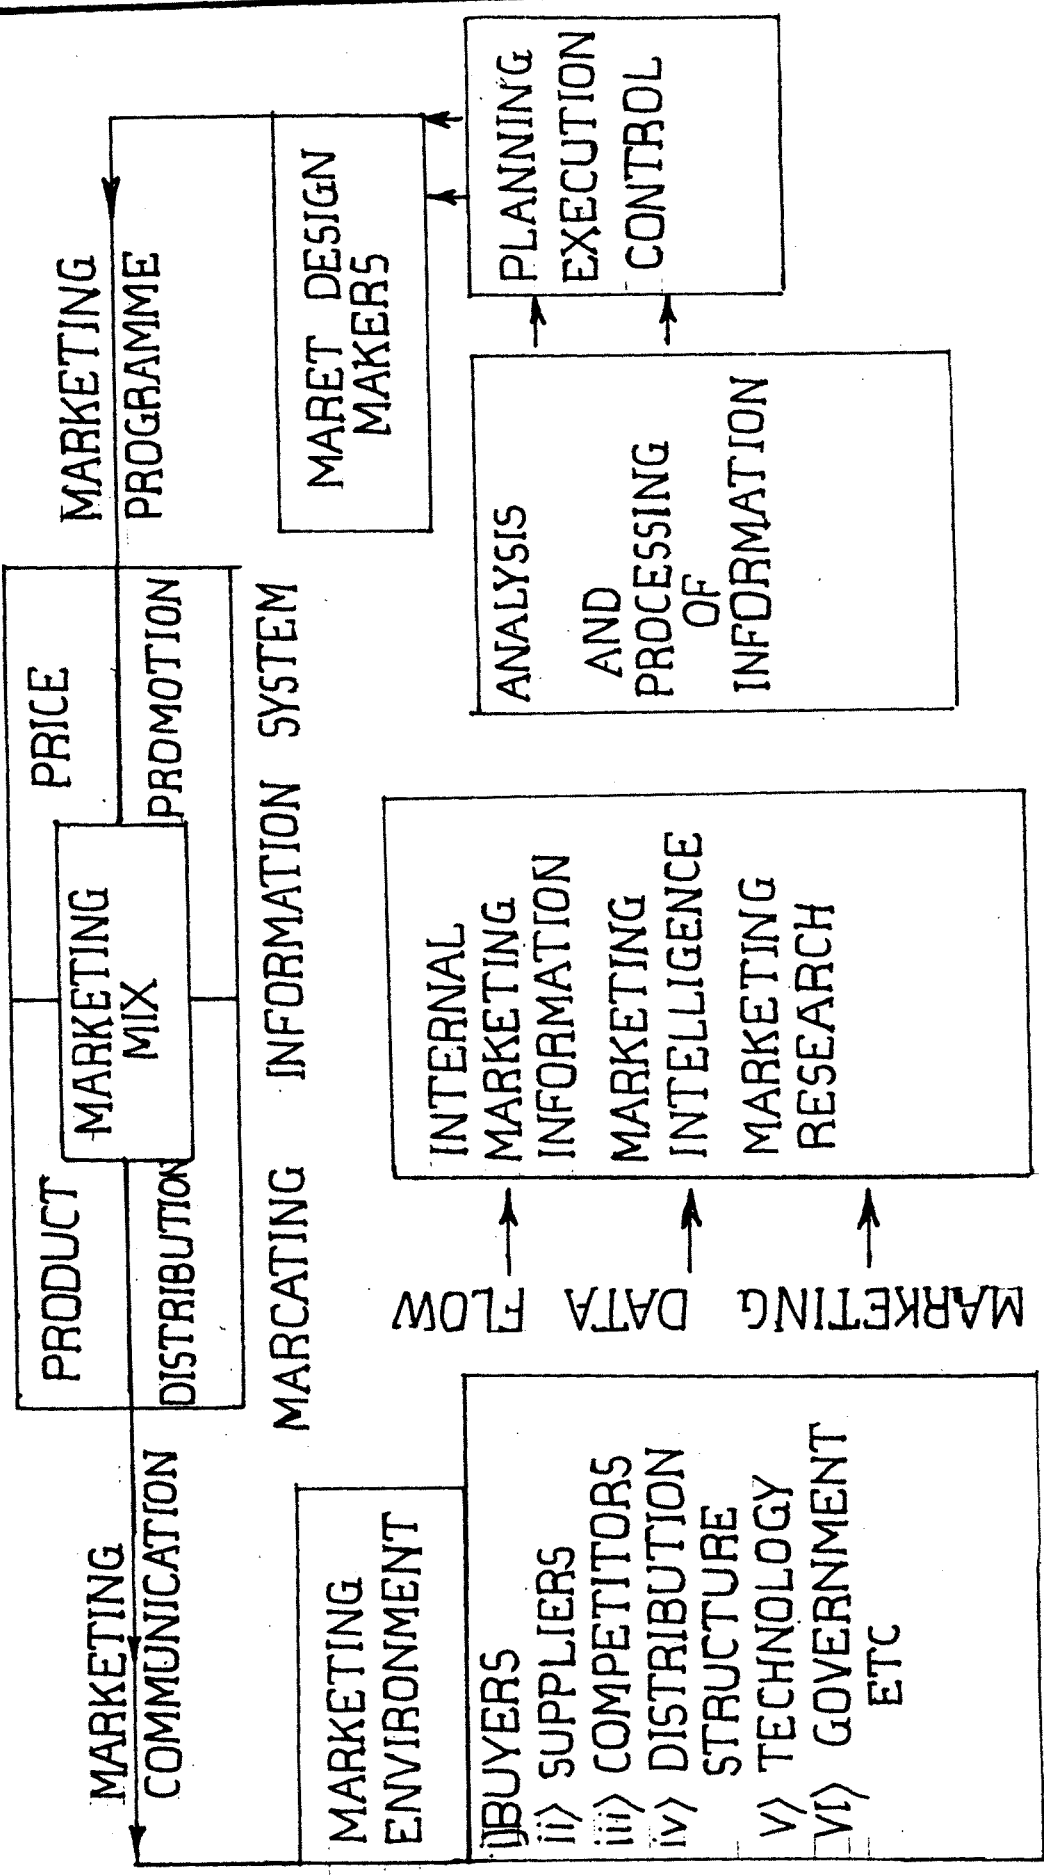 MARKETING
COMMUNICATION
PRODUCT
DISTRIBUTION
MARKETING
MIX
PRICE
PROMOTION
MARKETING
PROGRAMME
MARCATING INFORMATION SYSTEM
MARKETING
ENVIRONMENT
i)BUYERS
ii) SUPPLIERS
iii) COMPETITORS
iv) DISTRIBUTION
STRUCTURE
V) TECHNOLOGY
VI) GOVERNMENT
ETC
MARKETING DATA FLOW
INTERNAL
MARKETING
INFORMATION
MARKETING
INTELLIGENCE
MARKETING
RESEARCH
ANALYSIS
AND
PROCESSING
OF
INFORMATION
MARET DESIGN
MAKERS
PLANNING
EXECUTION
CONTROL